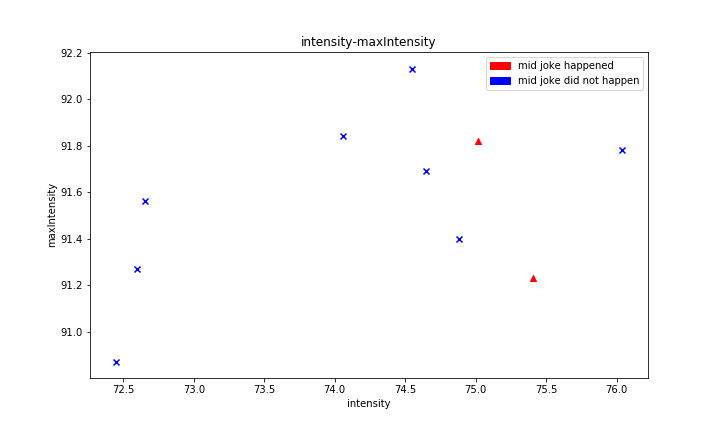 intensity-maxIntensity
mid joke happened
mid joke did not happen
maxIntensity
92.2
92.0
91.8
91.6
91.4
91.2
91.0
72.5 73.0 73.5 74.0 74.5 75.0 75.5 76.0
intensity